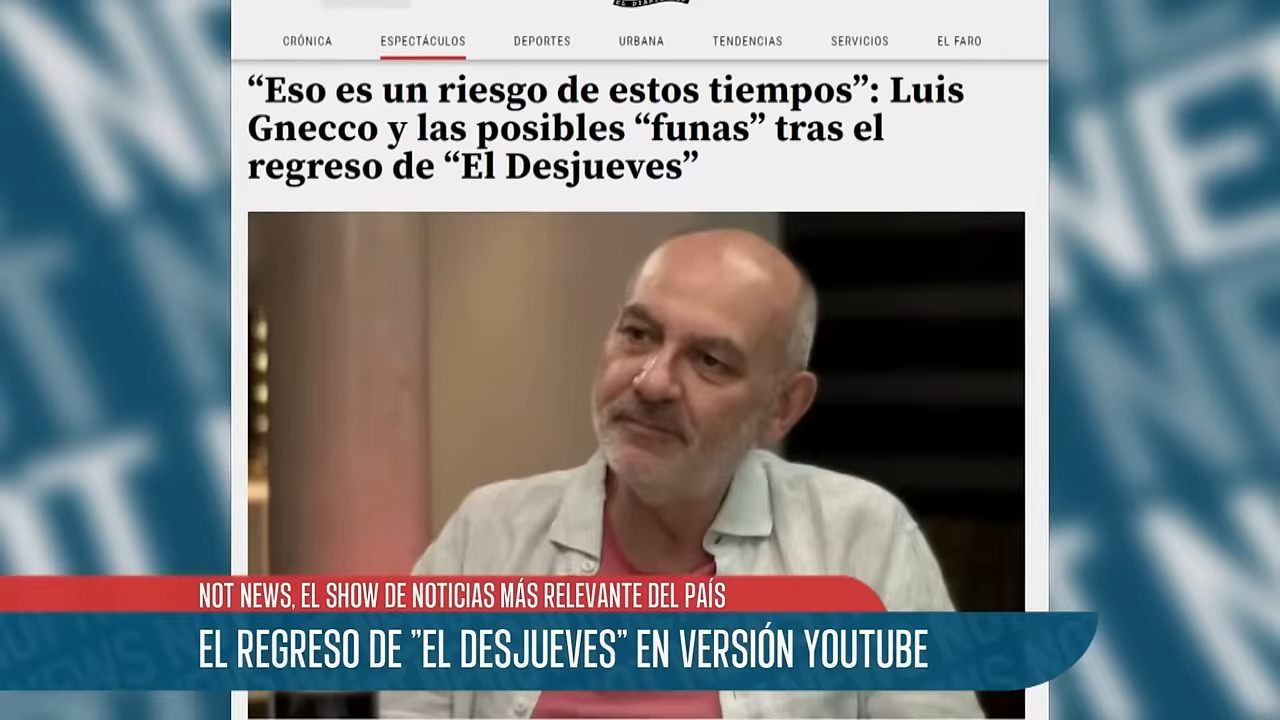 CRÓNICA ESPECTÁCULOS DEPORTES URBANA TENDENCIAS SERVICIOS EL FARO
“Eso es un riesgo de estos tiempos”: Luis
Gnecco y las posibles “funas” tras el
regreso de “El Desjueves”
NOT NEWS, EL SHOW DE NOTICIAS MÁS RELEVANTE DEL PAÍS
EL REGRESO DE "EL DESJUEVES" EN VERSIÓN YOUTUBE